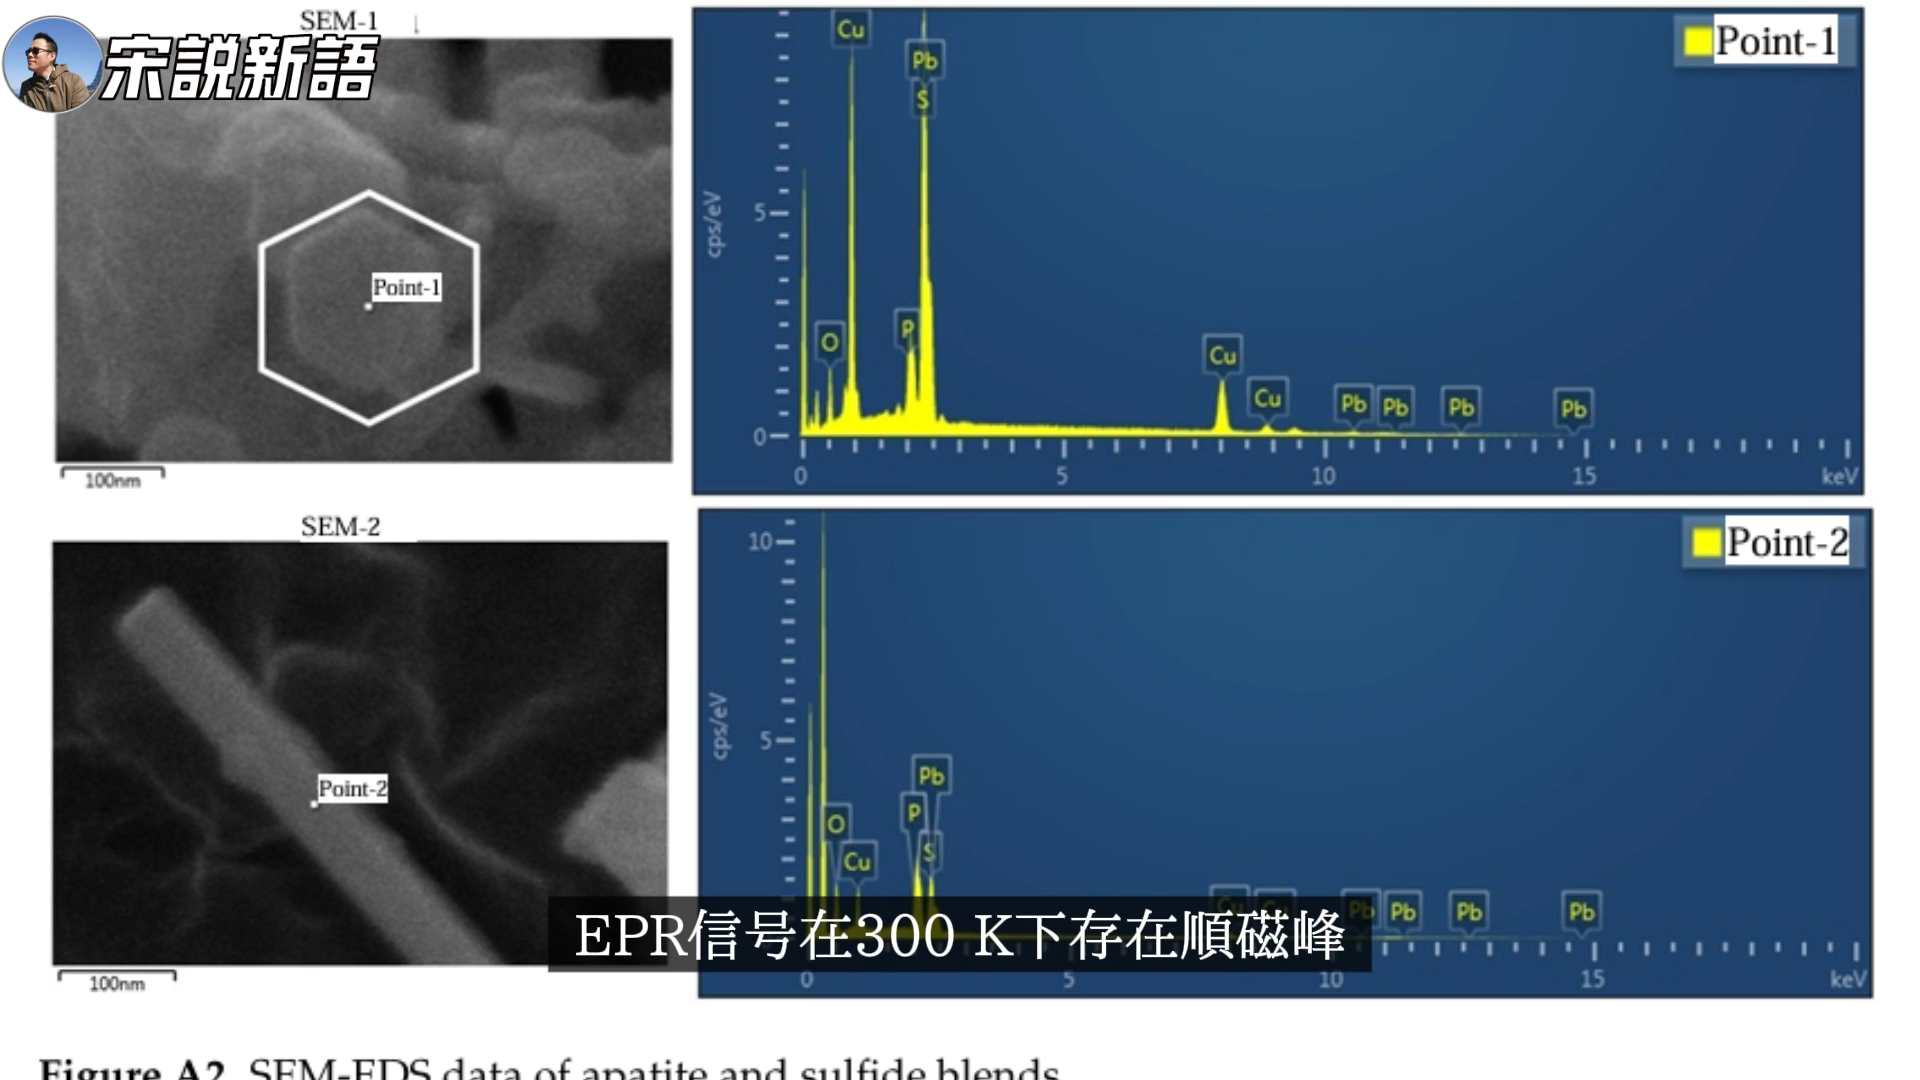 SEM-1
宋説新語
Point-1
100nm
Point-1
cps/eV
5
0
Cu
Pb
S
O
P
Cu
Cu
Pb
Pb
Pb
Pb
0
5
10
15
keV
SEM-2
Point-2
100nm
Point-2
cps/eV
10
5
Pb
P
O
S
Cu
Cu
Cu
Pb
Pb
Pb
Pb
0
5
10
15
keV
EPR信号在300 K下存在順磁峰
Figure A2. SEM-EDS data of apatite and sulfide blends